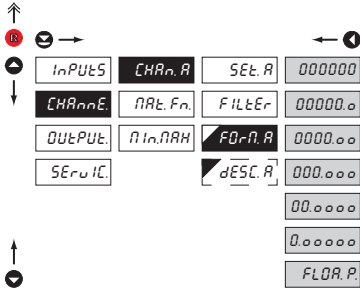 R
InPUtS CHAn. A SEt. A 000000
CHAnnE. MAt. Fn. FILtEr 00000.o
OUtPUt. MIn.MAX FOrM. A 0000.oo
SErvIC. dESC. A 000.ooo
00.oooo
0.ooooo
FLOA. P.